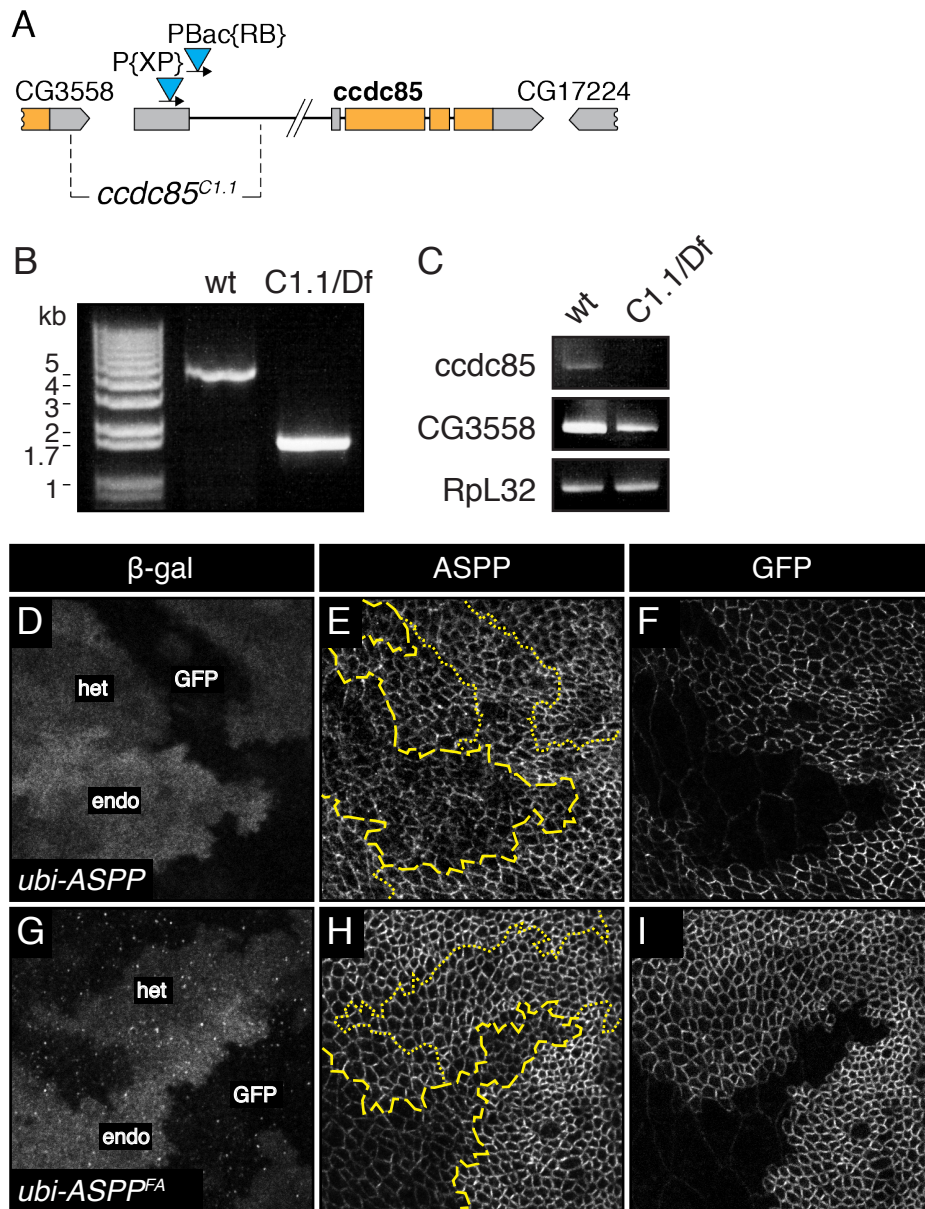 A
PBac{RB}
P{XP}
CG3558
ccdc85
CG17224
ccdc85C1.1
B
wt
C1.1/Df
kb
5
4
3
2
1.7
1
C
wt
C1.1/Df
ccdc85
CG3558
RpL32
β-gal
ASPP
GFP
D
het
GFP
endo
ubi-ASPP
E
F
G
het
GFP
endo
ubi-ASPPFA
H
I